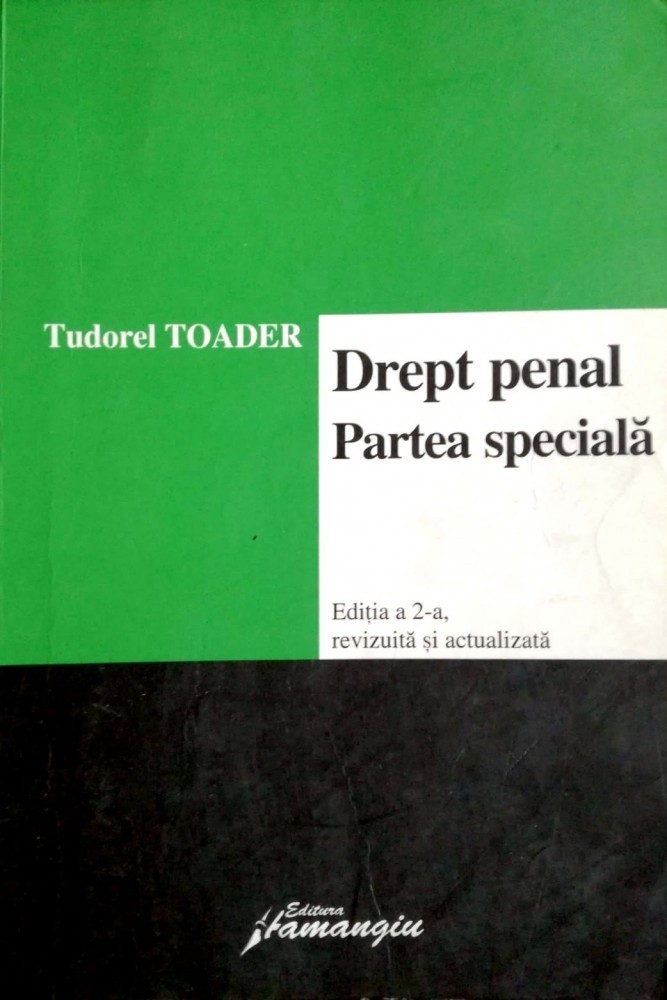 Tudorel TOADER
Drept penal
Partea specială
Ediția a 2-a,
revizuită și actualizată
Editura
Hamangiu